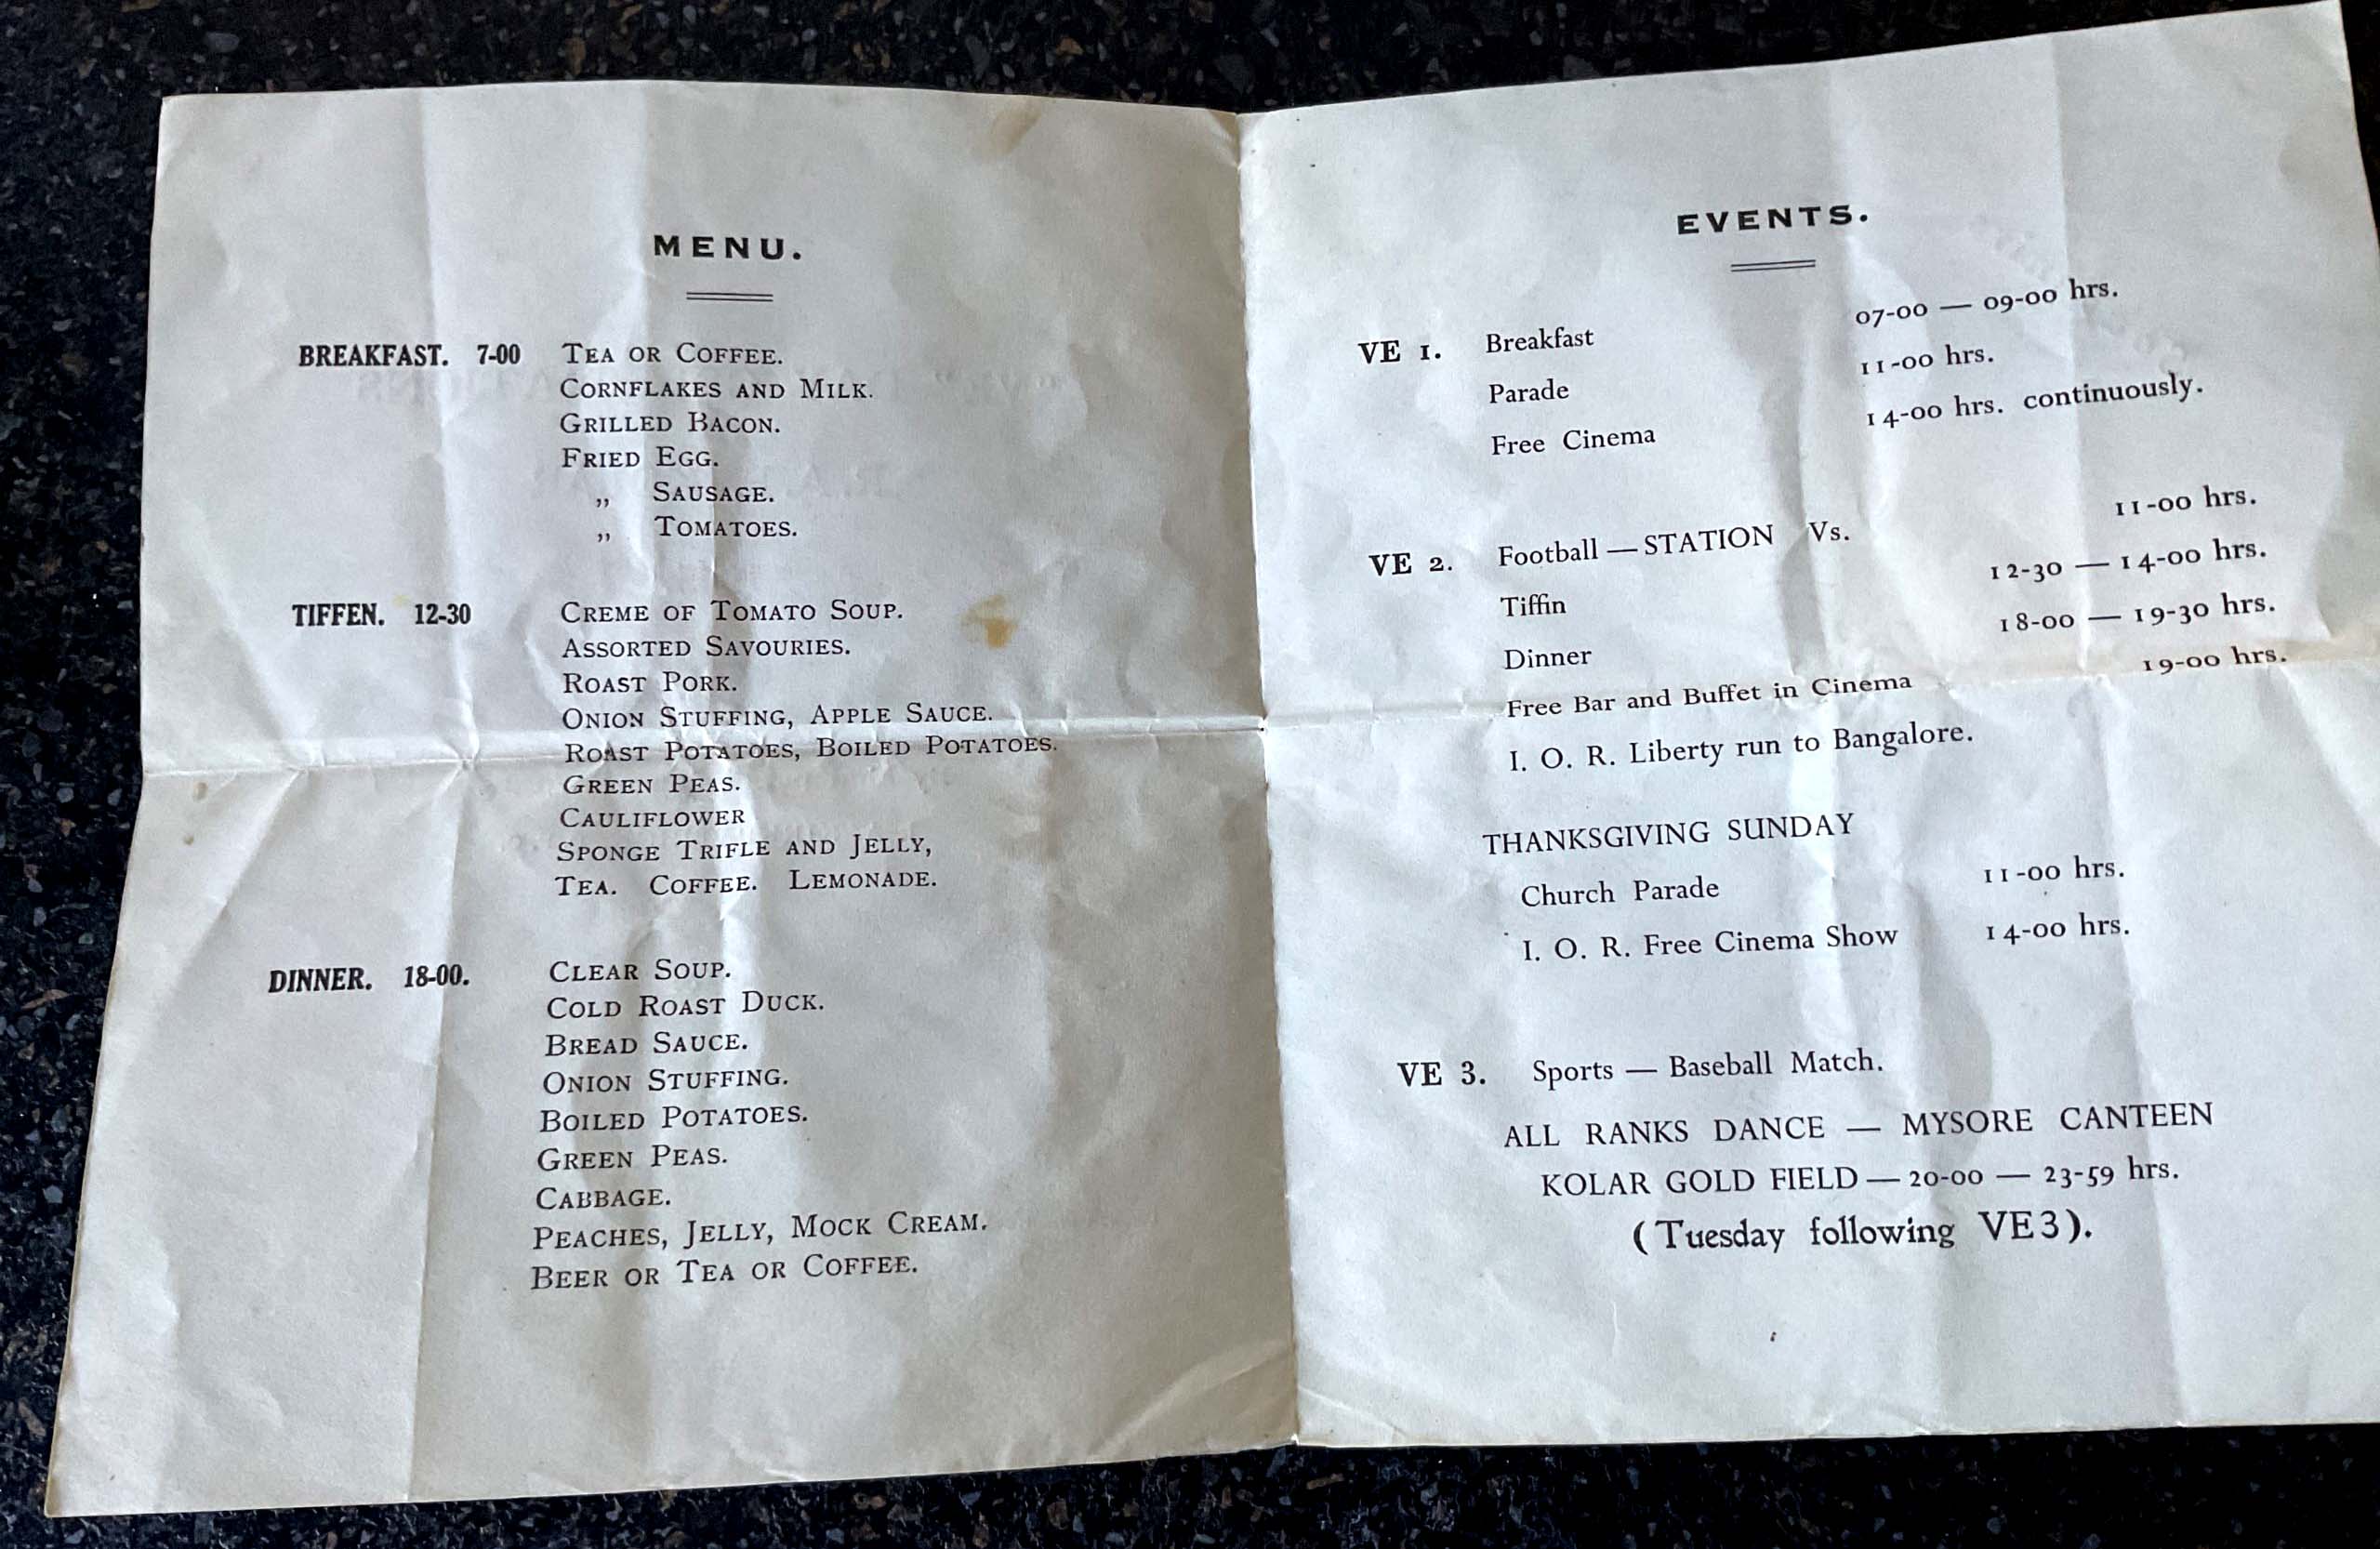 MENU.
BREAKFAST. 7-00 TEA OR COFFEE.
CORNFLAKES AND MILK.
GRILLED BACON.
FRIED EGG.
„ SAUSAGE.
„ TOMATOES.
TIFFEN. 12-30 CREME OF TOMATO SOUP.
ASSORTED SAVOURIES.
ROAST PORK.
ONION STUFFING, APPLE SAUCE.
ROAST POTATOES, BOILED POTATOES.
GREEN PEAS.
CAULIFLOWER
SPONGE TRIFLE AND JELLY,
TEA. COFFEE. LEMONADE.
DINNER. 18-00. CLEAR SOUP.
COLD ROAST DUCK.
BREAD SAUCE.
ONION STUFFING.
BOILED POTATOES.
GREEN PEAS.
CABBAGE.
PEACHES, JELLY, MOCK CREAM.
BEER OR TEA OR COFFEE.
EVENTS.
VE 1. Breakfast 07-00 — 09-00 hrs.
Parade 11-00 hrs.
Free Cinema 14-00 hrs. continuously.
VE 2. Football — STATION Vs. 11-00 hrs.
Tiffin 12-30 — 14-00 hrs.
Dinner 18-00 — 19-30 hrs.
Free Bar and Buffet in Cinema 19-00 hrs.
I. O. R. Liberty run to Bangalore.
THANKSGIVING SUNDAY
Church Parade 11-00 hrs.
I. O. R. Free Cinema Show 14-00 hrs.
VE 3. Sports — Baseball Match.
ALL RANKS DANCE — MYSORE CANTEEN
KOLAR GOLD FIELD — 20-00 — 23-59 hrs.
(Tuesday following VE3).